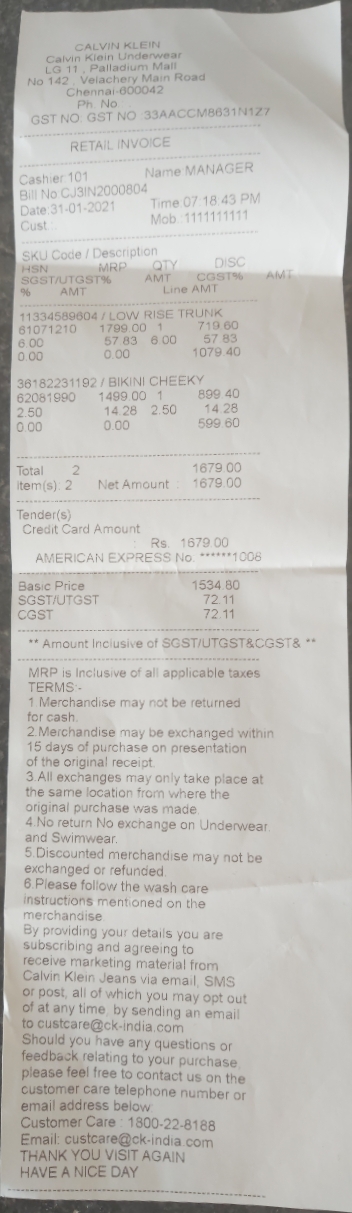 CALVIN KLEIN
Calvin Klein Underwear
LG 11 , Palladium Mall
No 142 , Velachery Main Road
Chennai-600042
Ph. No
GST NO: GST NO 33AACCM8631N1Z7
RETAIL INVOICE
Cashier:101 Name MANAGER
Bill No:CJ3IN2000804
Date:31-01-2021 Time 07:18.43 PM
Cust : Mob :1111111111
SKU Code / Description
HSN MRP QTY DISC
SGST/UTGST% AMT CGST% AMT
% AMT Line AMT
11334589604 / LOW RISE TRUNK
61071210 1799.00 1 719.60
6.00 57.83 6.00 57.83
0.00 0.00 1079.40
36182231192 / BIKINI CHEEKY
62081990 1499.00 1 899.40
2.50 14.28 2.50 14.28
0.00 0.00 599.60
Total 2 1679.00
item(s): 2 Net Amount : 1679.00
Tender(s)
Credit Card Amount
: Rs. 1679.00
AMERICAN EXPRESS No. ******1006
Basic Price 1534.80
SGST/UTGST 72.11
CGST 72.11
** Amount Inclusive of SGST/UTGST&CGST& **
MRP is Inclusive of all applicable taxes
TERMS:-
1.Merchandise may not be returned
for cash.
2.Merchandise may be exchanged within
15 days of purchase on presentation
of the original receipt.
3.All exchanges may only take place at
the same location from where the
original purchase was made.
4.No return No exchange on Underwear
and Swimwear.
5.Discounted merchandise may not be
exchanged or refunded.
6.Please follow the wash care
instructions mentioned on the
merchandise
By providing your details you are
subscribing and agreeing to
receive marketing material from
Calvin Klein Jeans via email, SMS
or post, all of which you may opt out
of at any time, by sending an email
to custcare@ck-india.com
Should you have any questions or
feedback relating to your purchase,
please feel free to contact us on the
customer care telephone number or
email address below
Customer Care : 1800-22-8188
Email: custcare@ck-india.com
THANK YOU VISIT AGAIN
HAVE A NICE DAY